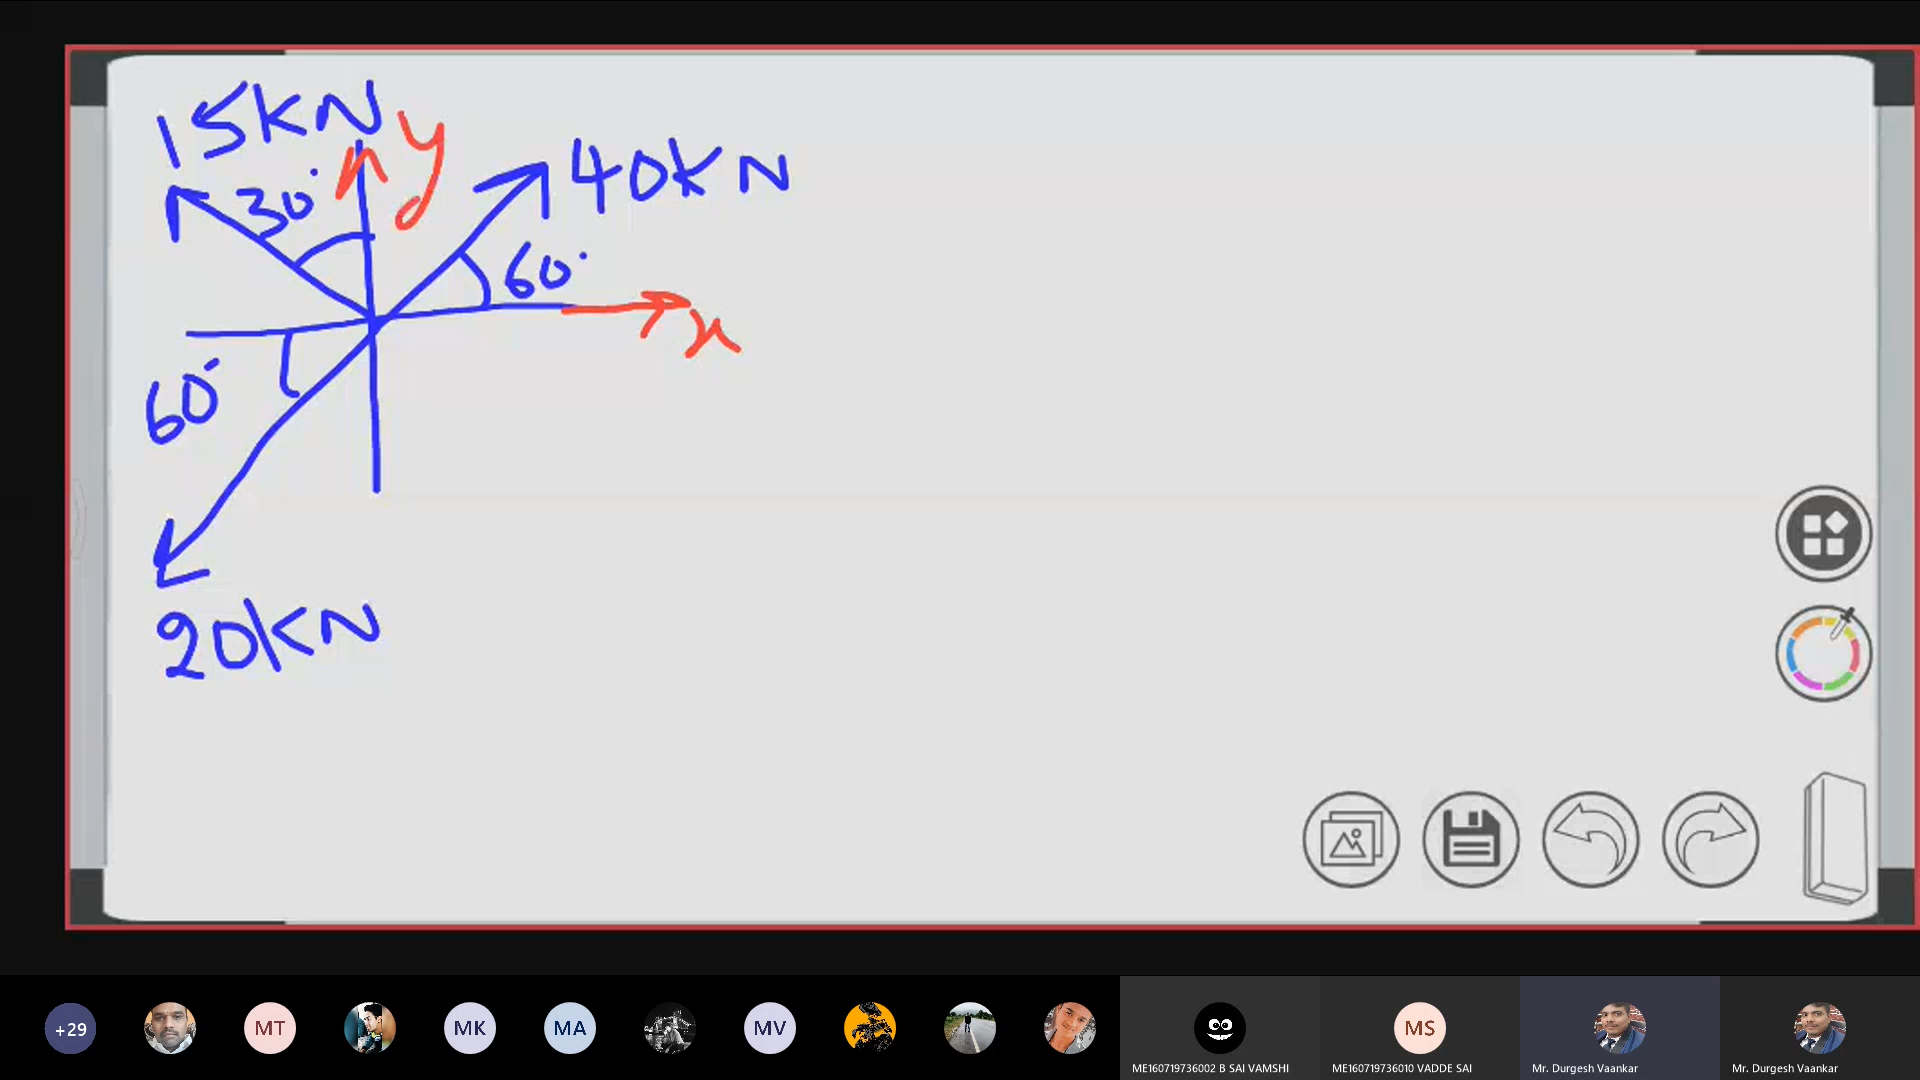 15KN
y
40KN
30°
60°
x
60°
20KN
+29
MT
MK
MA
MV
MS
ME160719736002 B SAI VAMSHI
ME160719736010 VADDE SAI
Mr. Durgesh Vaankar
Mr. Durgesh Vaankar